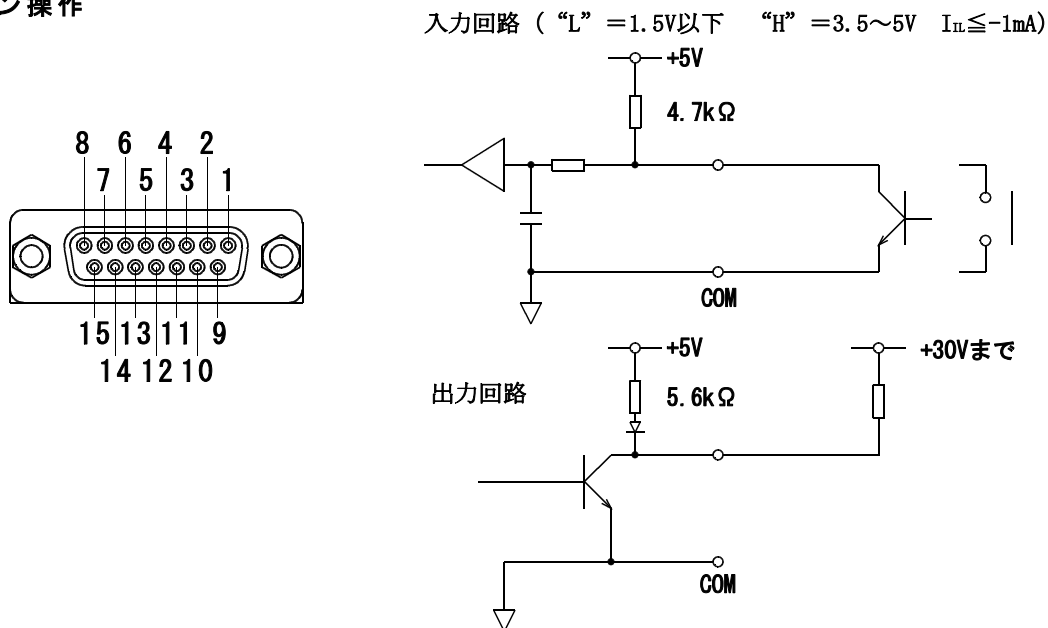 ン操作
入力回路 ( “L” =1.5V以下 “H” =3.5～5V IIL≦-1mA)
+5V
4.7kΩ
8 6 4 2
7 5 3 1
COM
15 13 11 9
14 12 10
+5V
+30Vまで
出力回路
5.6kΩ
COM